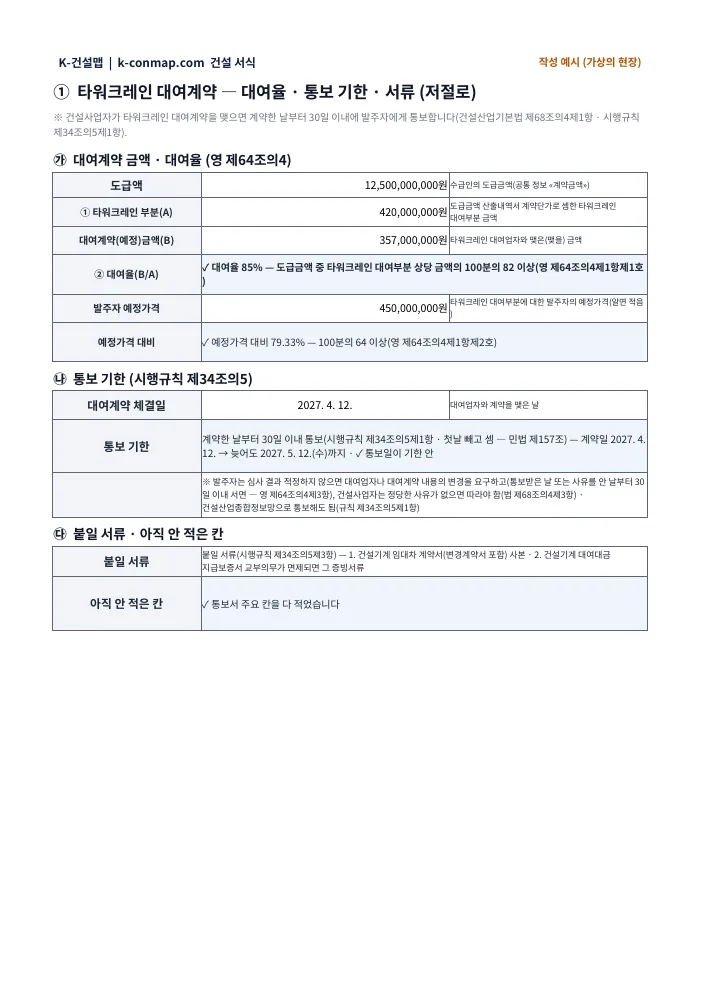 K-건설맵 | k-conmap.com 건설 서식
작성 예시 (가상의 현장)
① 타워크레인 대여계약 — 대여율 · 통보 기한 · 서류 (저절로)
※ 건설사업자가 타워크레인 대여계약을 맺으면 계약한 날부터 30일 이내에 발주자에게 통보합니다(건설산업기본법 제68조의4제1항 · 시행규칙
제34조의5제1항).
㉮ 대여계약 금액 · 대여율 (영 제64조의4)
도급액
12,500,000,000원
수급인의 도급금액(공통 정보 «계약금액»)
① 타워크레인 부분(A)
420,000,000원
도급금액 산출내역서 계약단가로 셈한 타워크레인
대여부분 금액
대여계약(예정)금액(B)
357,000,000원
타워크레인 대여업자와 맺은(맺을) 금액
② 대여율(B/A)
✓ 대여율 85% — 도급금액 중 타워크레인 대여부분 상당 금액의 100분의 82 이상(영 제64조의4제1항제1호
)
발주자 예정가격
450,000,000원
타워크레인 대여부분에 대한 발주자의 예정가격(알면 적음
)
예정가격 대비
✓ 예정가격 대비 79.33% — 100분의 64 이상(영 제64조의4제1항제2호)
㉯ 통보 기한 (시행규칙 제34조의5)
대여계약 체결일
2027. 4. 12.
대여업자와 계약을 맺은 날
통보 기한
계약한 날부터 30일 이내 통보(시행규칙 제34조의5제1항 · 첫날 빼고 셈 — 민법 제157조) — 계약일 2027. 4.
12. → 늦어도 2027. 5. 12.(수)까지 · ✓ 통보일이 기한 안
※ 발주자는 심사 결과 적정하지 않으면 대여업자나 대여계약 내용의 변경을 요구하고(통보받은 날 또는 사유를 안 날부터 30
일 이내 서면 — 영 제64조의4제3항), 건설사업자는 정당한 사유가 없으면 따라야 함(법 제68조의4제3항) ·
건설산업종합정보망으로 통보해도 됨(규칙 제34조의5제1항)
㉰ 붙일 서류 · 아직 안 적은 칸
붙일 서류
붙일 서류(시행규칙 제34조의5제3항) — 1. 건설기계 임대차 계약서(변경계약서 포함) 사본 · 2. 건설기계 대여대금
지급보증서 교부의무가 면제되면 그 증빙서류
아직 안 적은 칸
✓ 통보서 주요 칸을 다 적었습니다